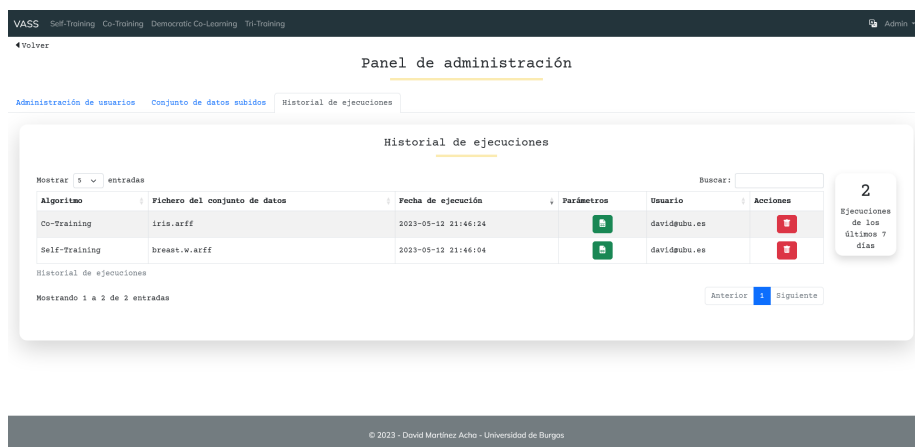 VASS Self-Training Co-Training Democratic Co-Learning Tri-Training Admin
Volver
Panel de administración
Administración de usuarios Conjunto de datos subidos Historial de ejecuciones
Historial de ejecuciones
Mostrar 5 entradas Buscar:
Algoritmo Fichero del conjunto de datos Fecha de ejecución Parámetros Usuario Acciones
Co-Training iris.arff 2023-05-12 21:46:24 david@ubu.es
Self-Training breast.w.arff 2023-05-12 21:46:04 david@ubu.es
Historial de ejecuciones
Mostrando 1 a 2 de 2 entradas
Anterior 1 Siguiente
2
Ejecuciones
de los
últimos 7
días
© 2023 - David Martínez Acha - Universidad de Burgos